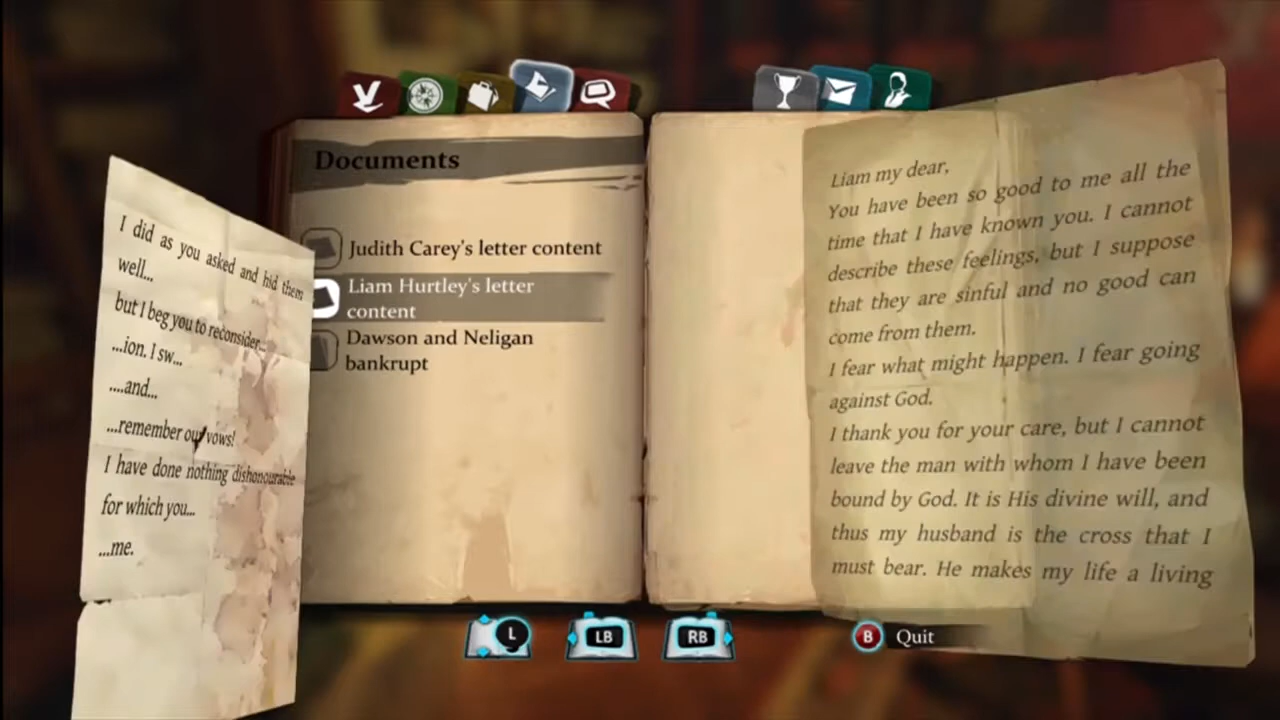 Documents
Judith Carey's letter content
Liam Hurtley's letter
content
Dawson and Neligan
bankrupt
I did as you asked and hid them
well...
but I beg you to reconsider...
...ion. I sw...
....and...
...remember our vows!
I have done nothing dishonourable
for which you...
...me.
Liam my dear,
You have been so good to me all the
time that I have known you. I cannot
describe these feelings, but I suppose
that they are sinful and no good can
come from them.
I fear what might happen. I fear going
against God.
I thank you for your care, but I cannot
leave the man with whom I have been
bound by God. It is His divine will, and
thus my husband is the cross that I
must bear. He makes my life a living
L
LB
RB
B Quit